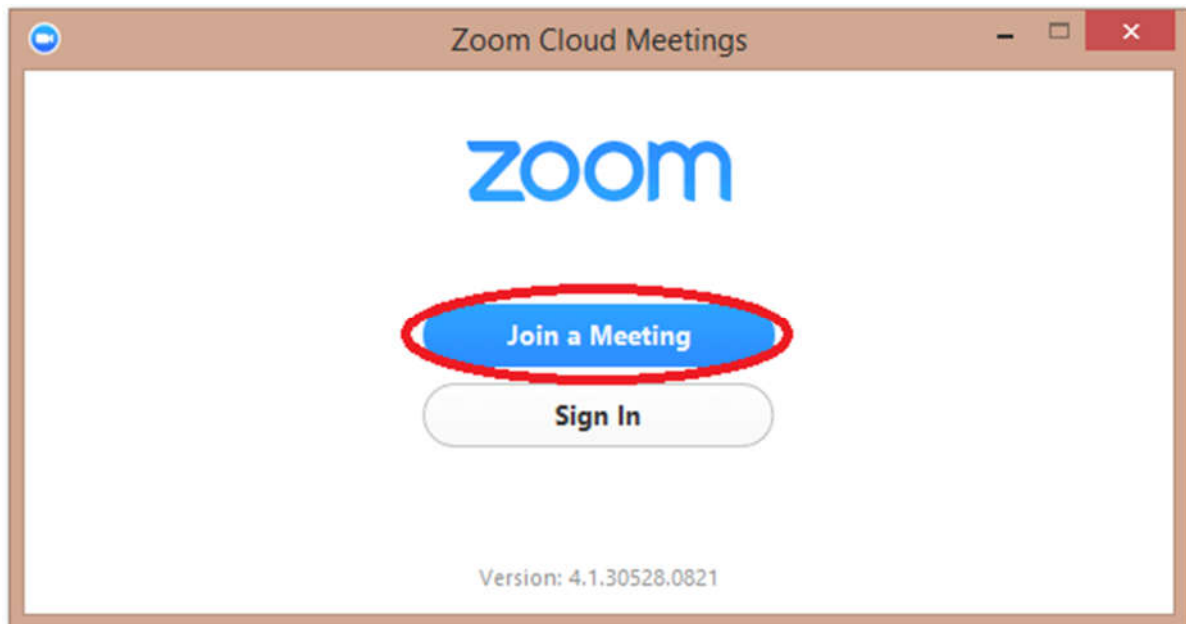 Zoom Cloud Meetings
zoom
Join a Meeting
Sign In
Version: 4.1.30528.0821